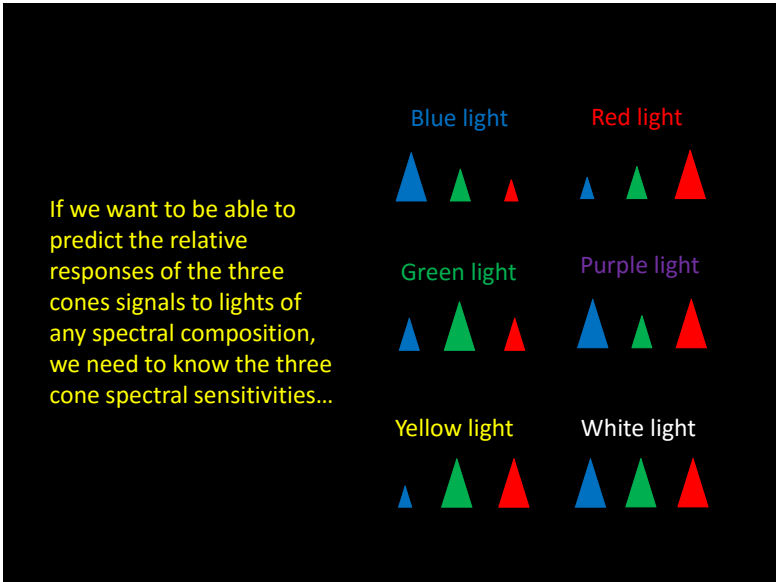 If we want to be able to
predict the relative
responses of the three
cones signals to lights of
any spectral composition,
we need to know the three
cone spectral sensitivities…
Blue light
Red light
Green light
Purple light
Yellow light
White light